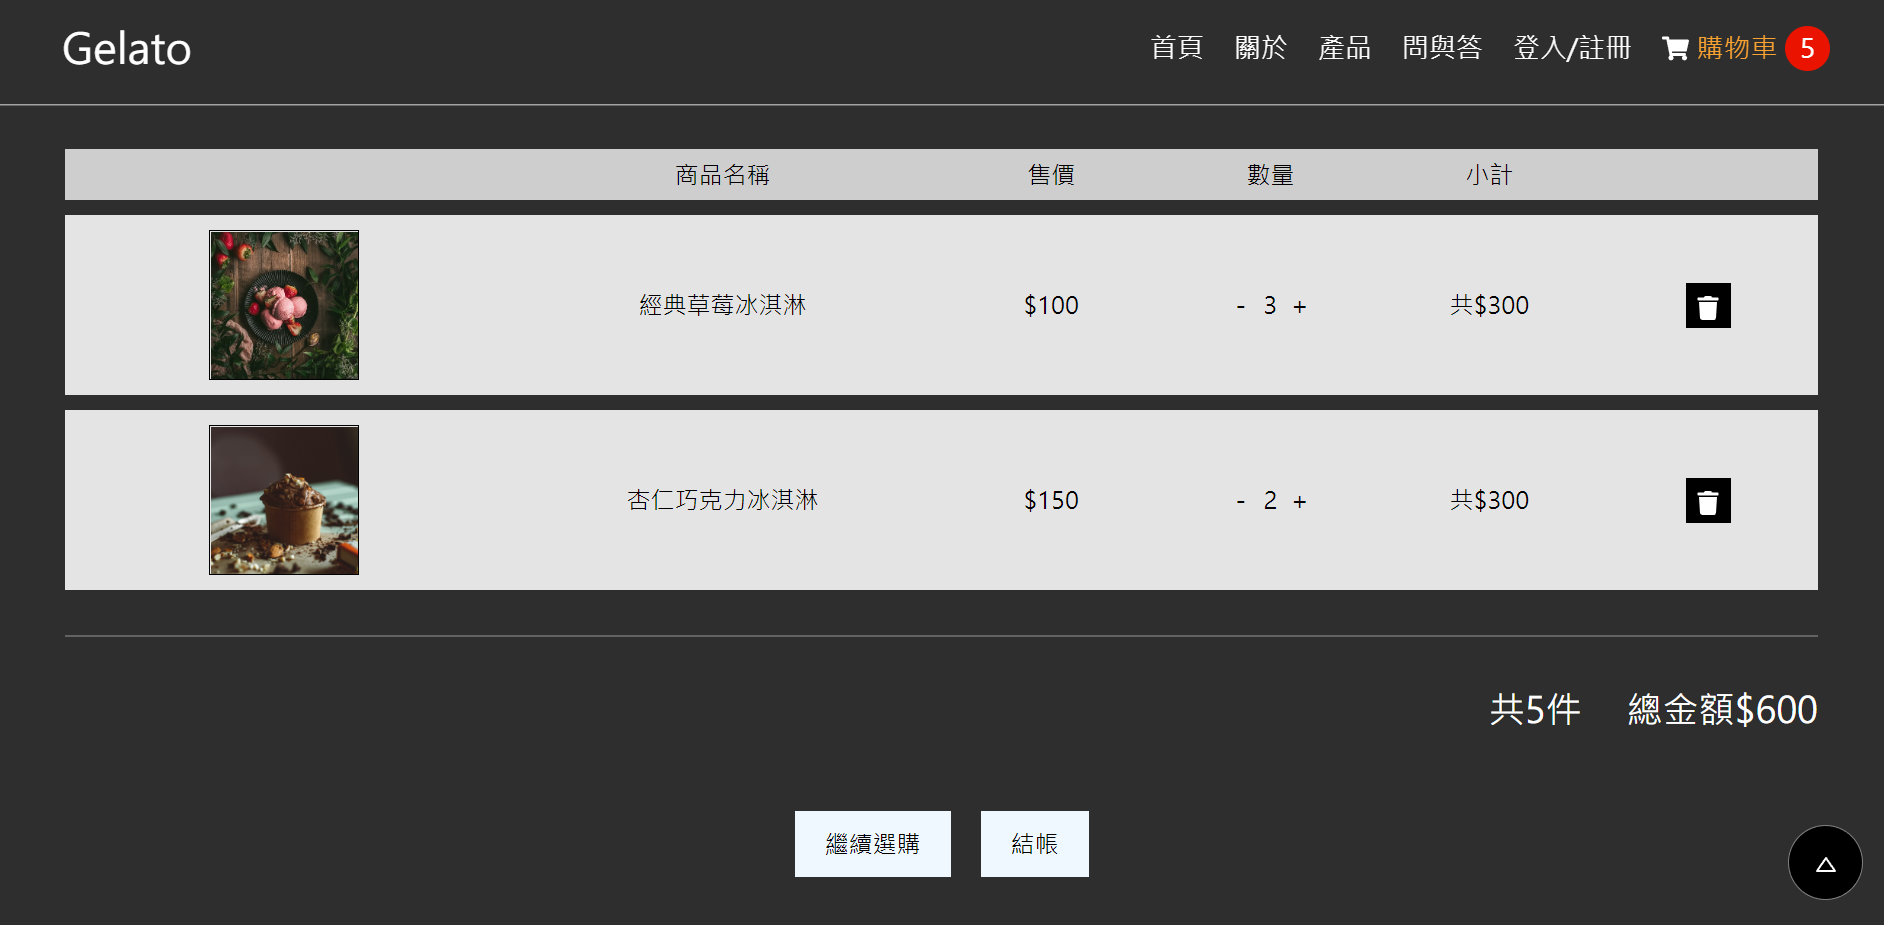 Gelato
首頁 關於 產品 問與答 登入/註冊 購物車 5
商品名稱 售價 數量 小計
經典草莓冰淇淋 $100 - 3 + 共$300
杏仁巧克力冰淇淋 $150 - 2 + 共$300
共5件 總金額$600
繼續選購 結帳